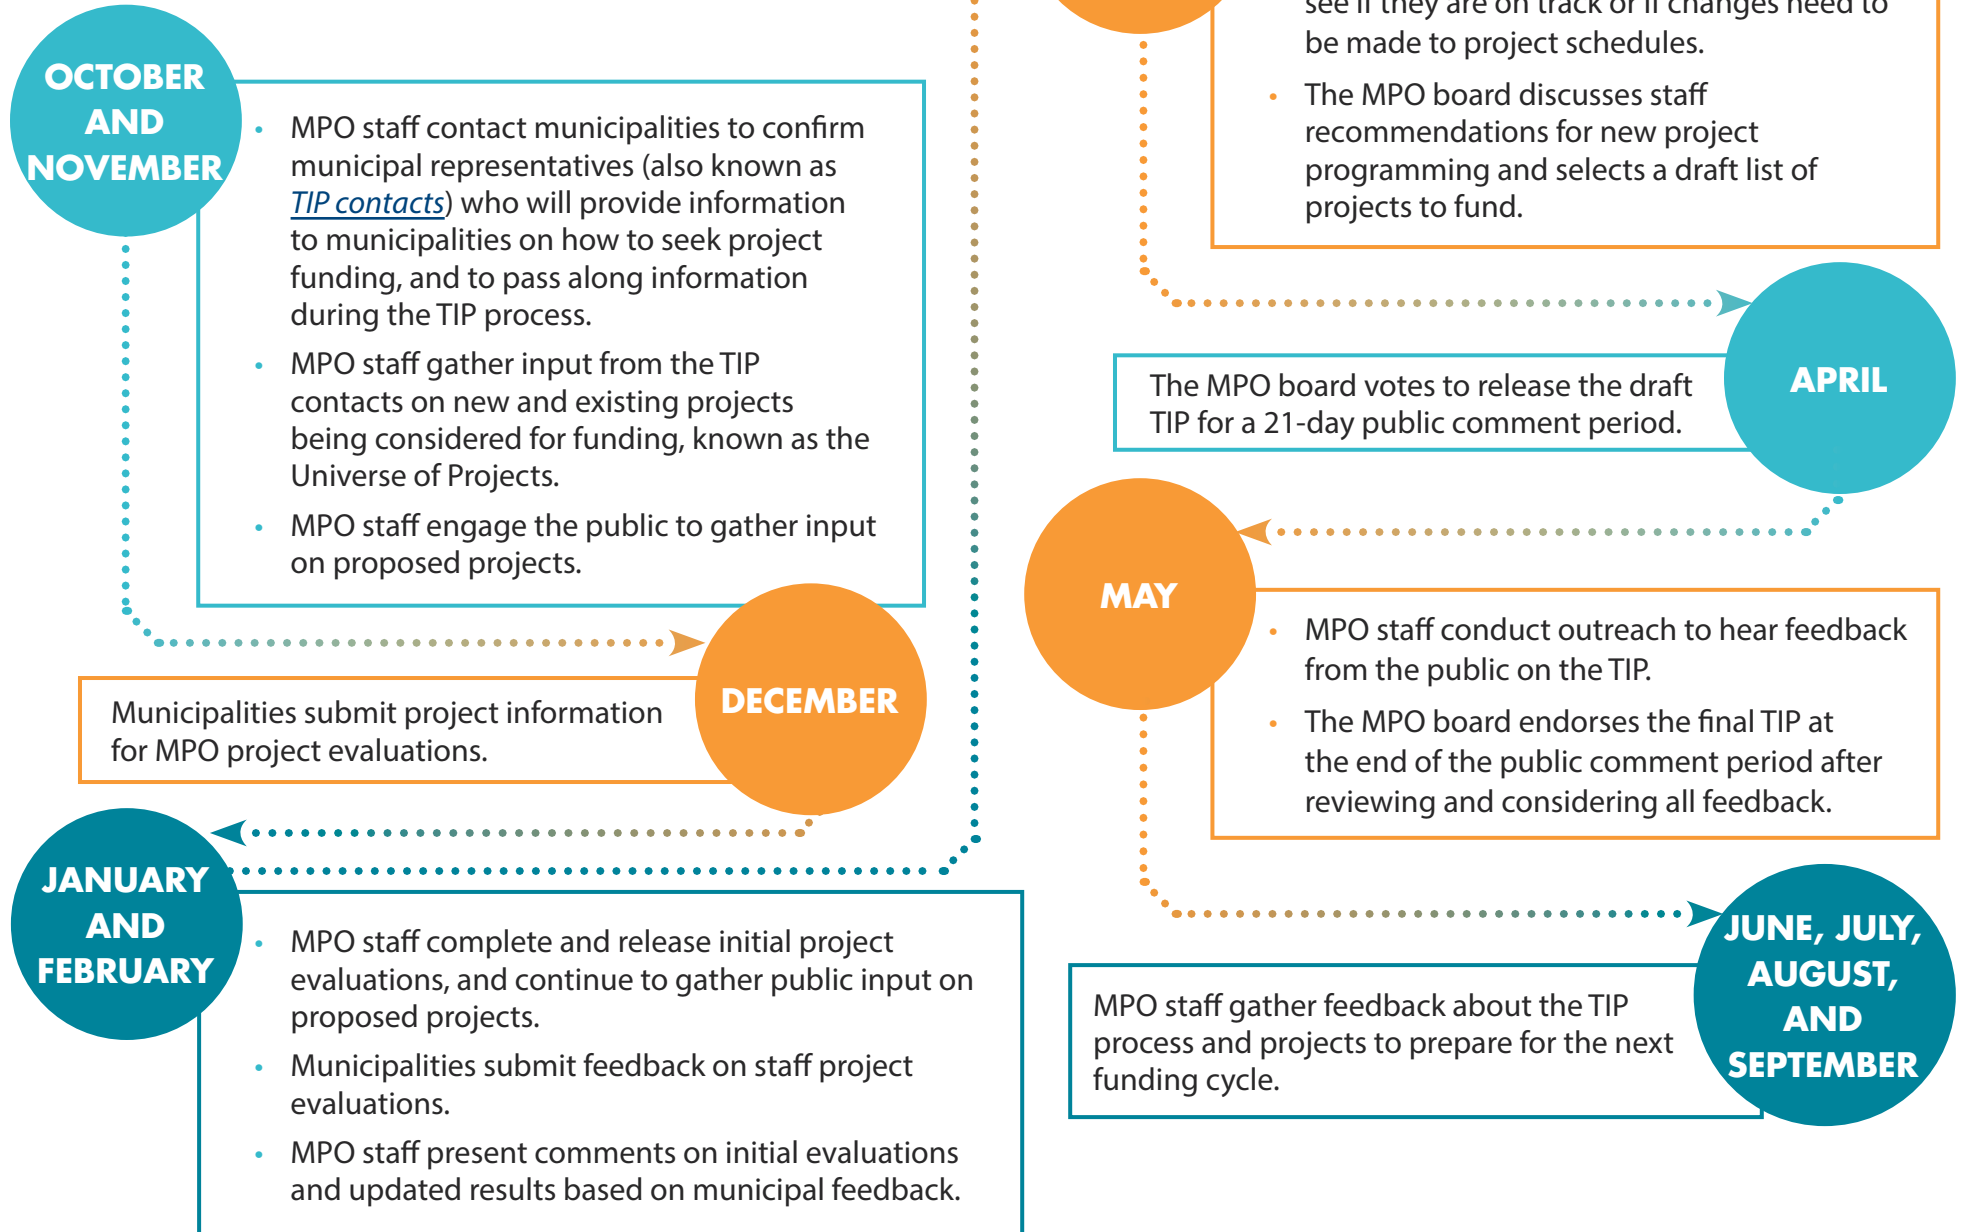 OCTOBER
AND
NOVEMBER
• MPO staff contact municipalities to confirm
municipal representatives (also known as
TIP contacts) who will provide information
to municipalities on how to seek project
funding, and to pass along information
during the TIP process.
• MPO staff gather input from the TIP
contacts on new and existing projects
being considered for funding, known as the
Universe of Projects.
• MPO staff engage the public to gather input
on proposed projects.
DECEMBER
Municipalities submit project information
for MPO project evaluations.
JANUARY
AND
FEBRUARY
• MPO staff complete and release initial project
evaluations, and continue to gather public input on
proposed projects.
• Municipalities submit feedback on staff project
evaluations.
• MPO staff present comments on initial evaluations
and updated results based on municipal feedback.
see if they are on track or if changes need to
be made to project schedules.
• The MPO board discusses staff
recommendations for new project
programming and selects a draft list of
projects to fund.
APRIL
The MPO board votes to release the draft
TIP for a 21-day public comment period.
MAY
• MPO staff conduct outreach to hear feedback
from the public on the TIP.
• The MPO board endorses the final TIP at
the end of the public comment period after
reviewing and considering all feedback.
JUNE, JULY,
AUGUST,
AND
SEPTEMBER
MPO staff gather feedback about the TIP
process and projects to prepare for the next
funding cycle.